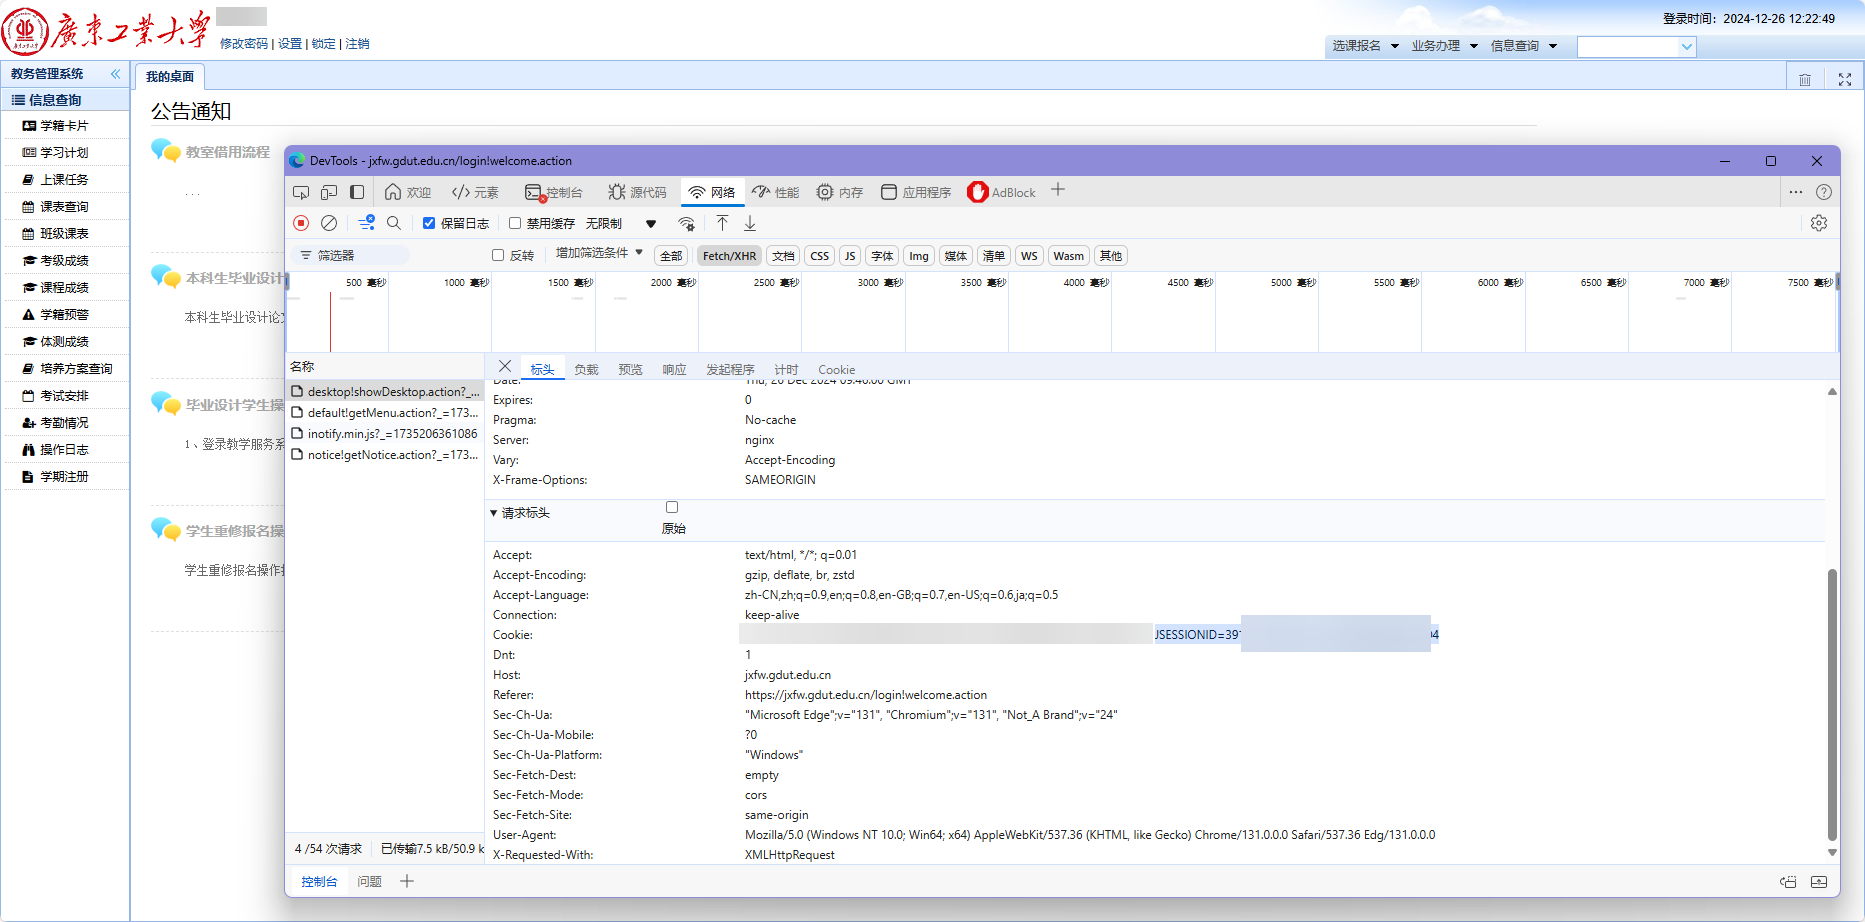 廣東工業大學
修改密码 | 设置 | 锁定 | 注销
登录时间：2024-12-26 12:22:49
选课报名 业务办理 信息查询
教务管理系统
我的桌面
信息查询
学籍卡片
学习计划
上课任务
课表查询
班级课表
考级成绩
课程成绩
学籍预警
体测成绩
培养方案查询
考试安排
考勤情况
操作日志
学期注册
公告通知
教室借用流程
. . .
本科生毕业设计
本科生毕业设计论
毕业设计学生操
1、登录教学服务系
学生重修报名操
学生重修报名操作
DevTools - jxfw.gdut.edu.cn/login!welcome.action
欢迎 元素 控制台 源代码 网络 性能 内存 应用程序 AdBlock
保留日志 禁用缓存 无限制
筛选器 反转 增加筛选条件 全部 Fetch/XHR 文档 CSS JS 字体 Img 媒体 清单 WS Wasm 其他
500 毫秒 1000 毫秒 1500 毫秒 2000 毫秒 2500 毫秒 3000 毫秒 3500 毫秒 4000 毫秒 4500 毫秒 5000 毫秒 5500 毫秒 6000 毫秒 6500 毫秒 7000 毫秒 7500 毫秒
名称
desktop!showDesktop.action?_...
default!getMenu.action?_=173...
inotify.min.js?_=1735206361086
notice!getNotice.action?_=173...
标头 负载 预览 响应 发起程序 计时 Cookie
Date:
Expires: 0
Pragma: No-cache
Server: nginx
Vary: Accept-Encoding
X-Frame-Options: SAMEORIGIN
请求标头
原始
Accept: text/html, */*; q=0.01
Accept-Encoding: gzip, deflate, br, zstd
Accept-Language: zh-CN,zh;q=0.9,en;q=0.8,en-GB;q=0.7,en-US;q=0.6,ja;q=0.5
Connection: keep-alive
Cookie: JSESSIONID=39
Dnt: 1
Host: jxfw.gdut.edu.cn
Referer: https://jxfw.gdut.edu.cn/login!welcome.action
Sec-Ch-Ua: "Microsoft Edge";v="131", "Chromium";v="131", "Not_A Brand";v="24"
Sec-Ch-Ua-Mobile: ?0
Sec-Ch-Ua-Platform: "Windows"
Sec-Fetch-Dest: empty
Sec-Fetch-Mode: cors
Sec-Fetch-Site: same-origin
User-Agent: Mozilla/5.0 (Windows NT 10.0; Win64; x64) AppleWebKit/537.36 (KHTML, like Gecko) Chrome/131.0.0.0 Safari/537.36 Edg/131.0.0.0
X-Requested-With: XMLHttpRequest
4 /54 次请求 已传输7.5 kB/50.9 k
控制台 问题